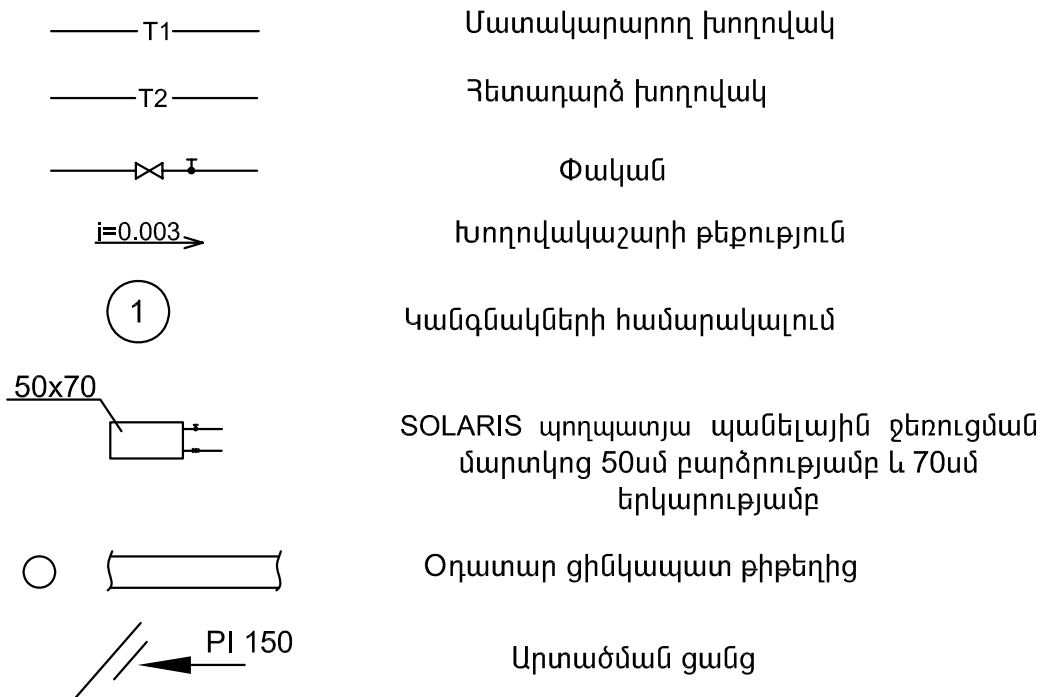 T1 Մատակարարող խողովակ
T2 Հետադարձ խողովակ
Փական
i=0.003 Խողովակաշարի թեքություն
1 Կանգնակների համարակալում
50x70
SOLARIS պողպատյա պանելային ջեռուցման
մարտկոց 50սմ բարձրությամբ և 70սմ
երկարությամբ
Օդատար ցինկապատ թիթեղից
PI 150
Արտածման ցանց